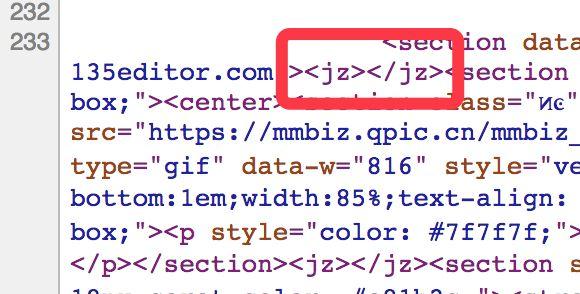 232
233 <section data
135editor.com ><jz></jz><section
box;"><center><section class="ис
src="https://mmbiz.qpic.cn/mmbiz_
type="gif" data-w="816" style="ve
bottom:1em;width:85%;text-align:
box;"><p style="color: #7f7f7f;">
</p></section><jz></jz><section s